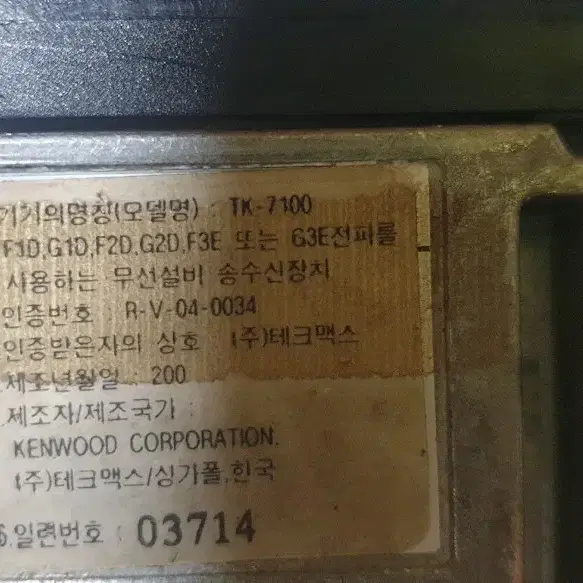 기기의명칭(모델명) : TK-7100
F1D,G1D,F2D,G2D,F3E 또는 G3E전파를
사용하는 무선설비 송수신장치
인증번호 : R-V-04-0034
인증받은자의 상호 (주)테크맥스
제조년월일 : 200
제조자/제조국가 :
KENWOOD CORPORATION.
(주)테크맥스/싱가폴,한국
6.일련번호 : 03714